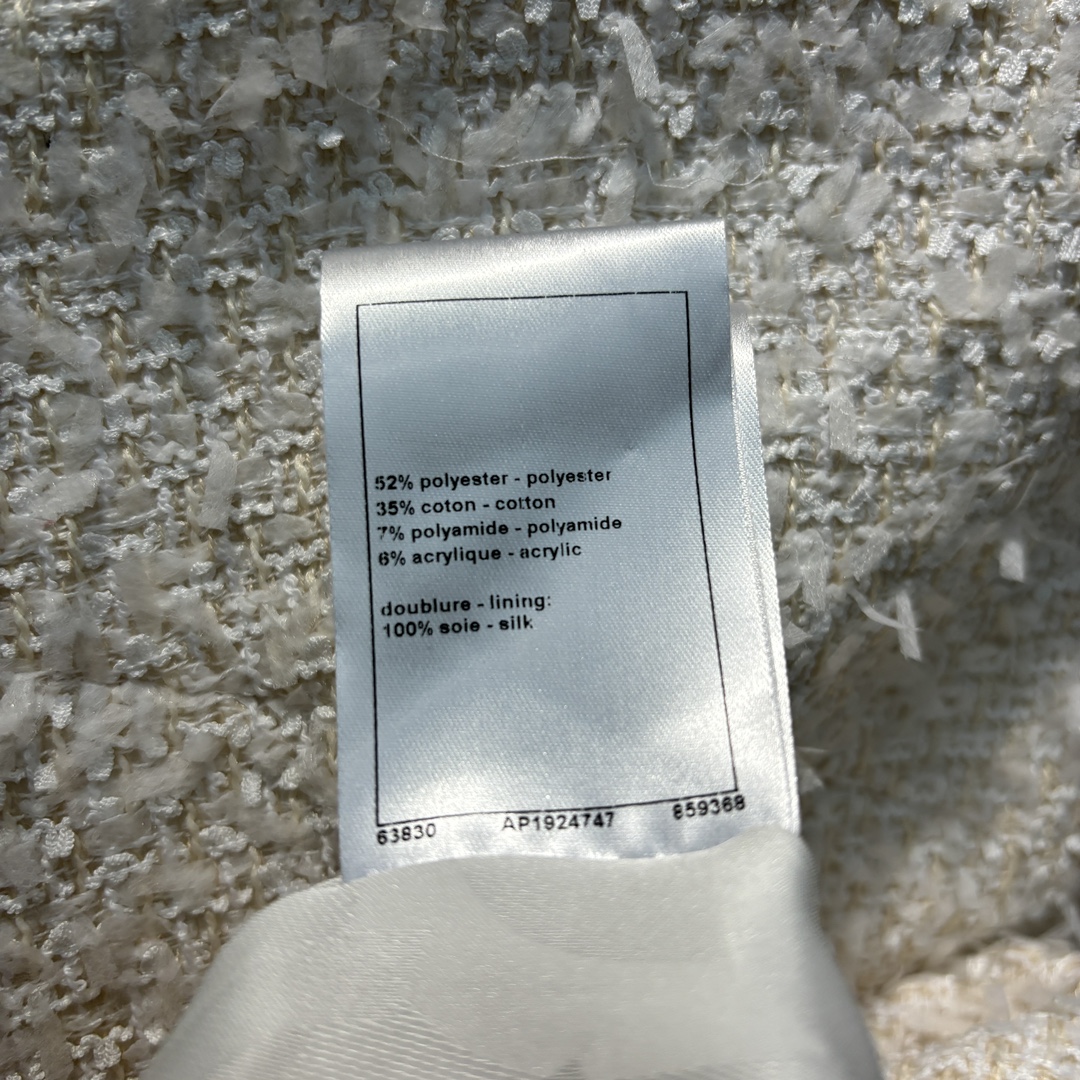 52% polyester - polyester
35% coton - cotton
7% polyamide - polyamide
6% acrylique - acrylic
doublure - lining:
100% soie - silk
63830 AP1924747 859368